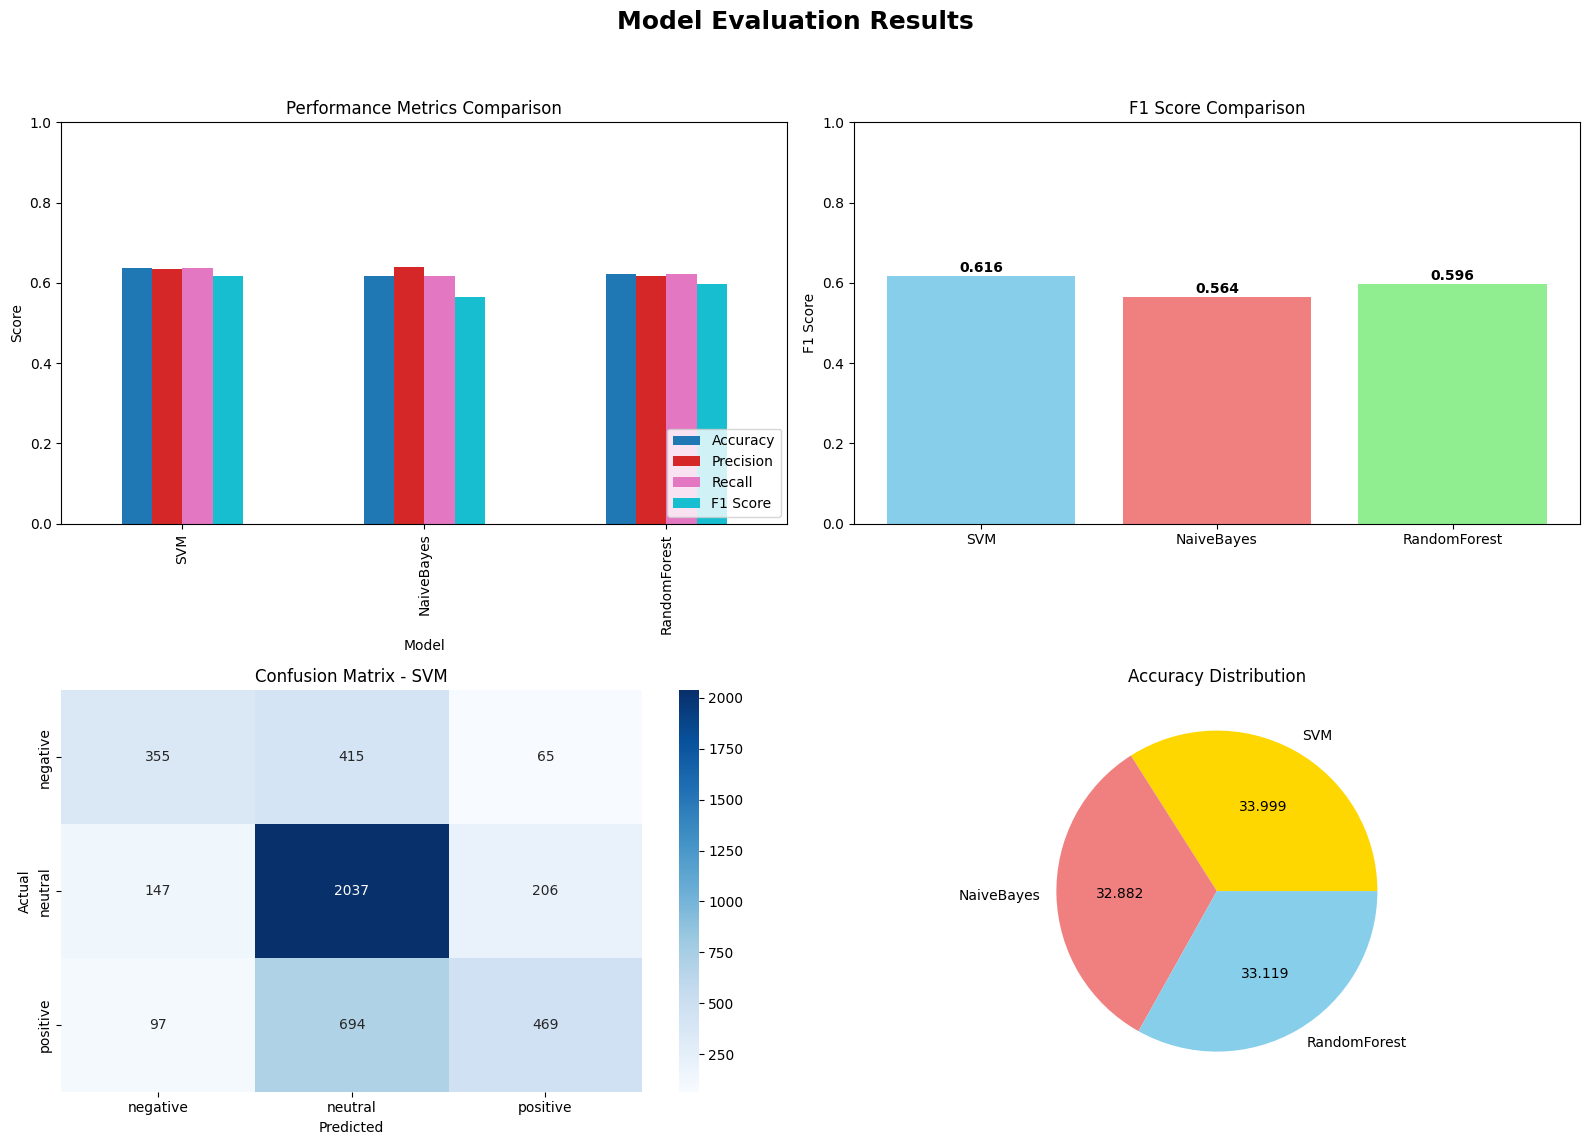 Model Evaluation Results
Performance Metrics Comparison
1.0
0.8
0.6
0.4
0.2
0.0
Score
Accuracy
Precision
Recall
F1 Score
SVM
NaiveBayes
RandomForest
Model
F1 Score Comparison
1.0
0.8
0.6
0.4
0.2
0.0
F1 Score
0.616
0.564
0.596
SVM
NaiveBayes
RandomForest
Confusion Matrix - SVM
Actual
negative
355
415
65
neutral
147
2037
206
positive
97
694
469
negative
neutral
positive
Predicted
2000
1750
1500
1250
1000
750
500
250
Accuracy Distribution
SVM
33.999
NaiveBayes
32.882
33.119
RandomForest